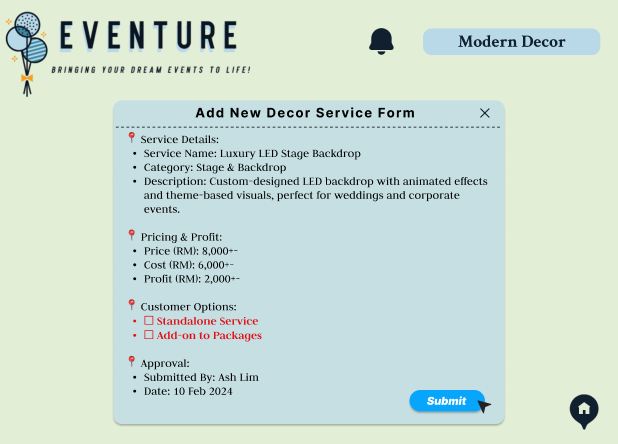 EVENTURE
BRINGING YOUR DREAM EVENTS TO LIFE!
Modern Decor
Add New Decor Service Form
Service Details:
• Service Name: Luxury LED Stage Backdrop
• Category: Stage & Backdrop
• Description: Custom-designed LED backdrop with animated effects
and theme-based visuals, perfect for weddings and corporate
events.
Pricing & Profit:
• Price (RM): 8,000+-
• Cost (RM): 6,000+-
• Profit (RM): 2,000+-
Customer Options:
• ☐ Standalone Service
• ☐ Add-on to Packages
Approval:
• Submitted By: Ash Lim
• Date: 10 Feb 2024
Submit